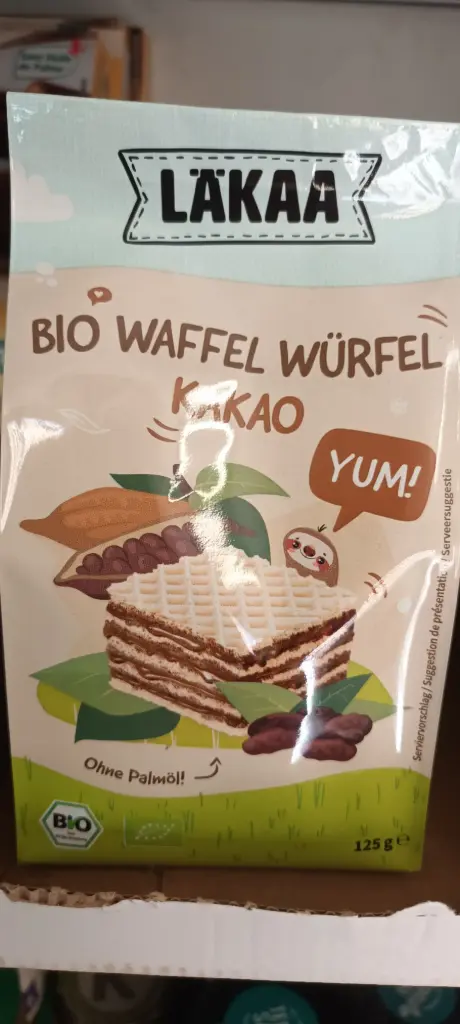 LÄKAA
BIO WAFFEL WÜRFEL
KAKAO
YUM!
Serviervorschlag / Suggestion de présentation / Serveersuggestie
Ohne Palmöl!
BIO
125 g e